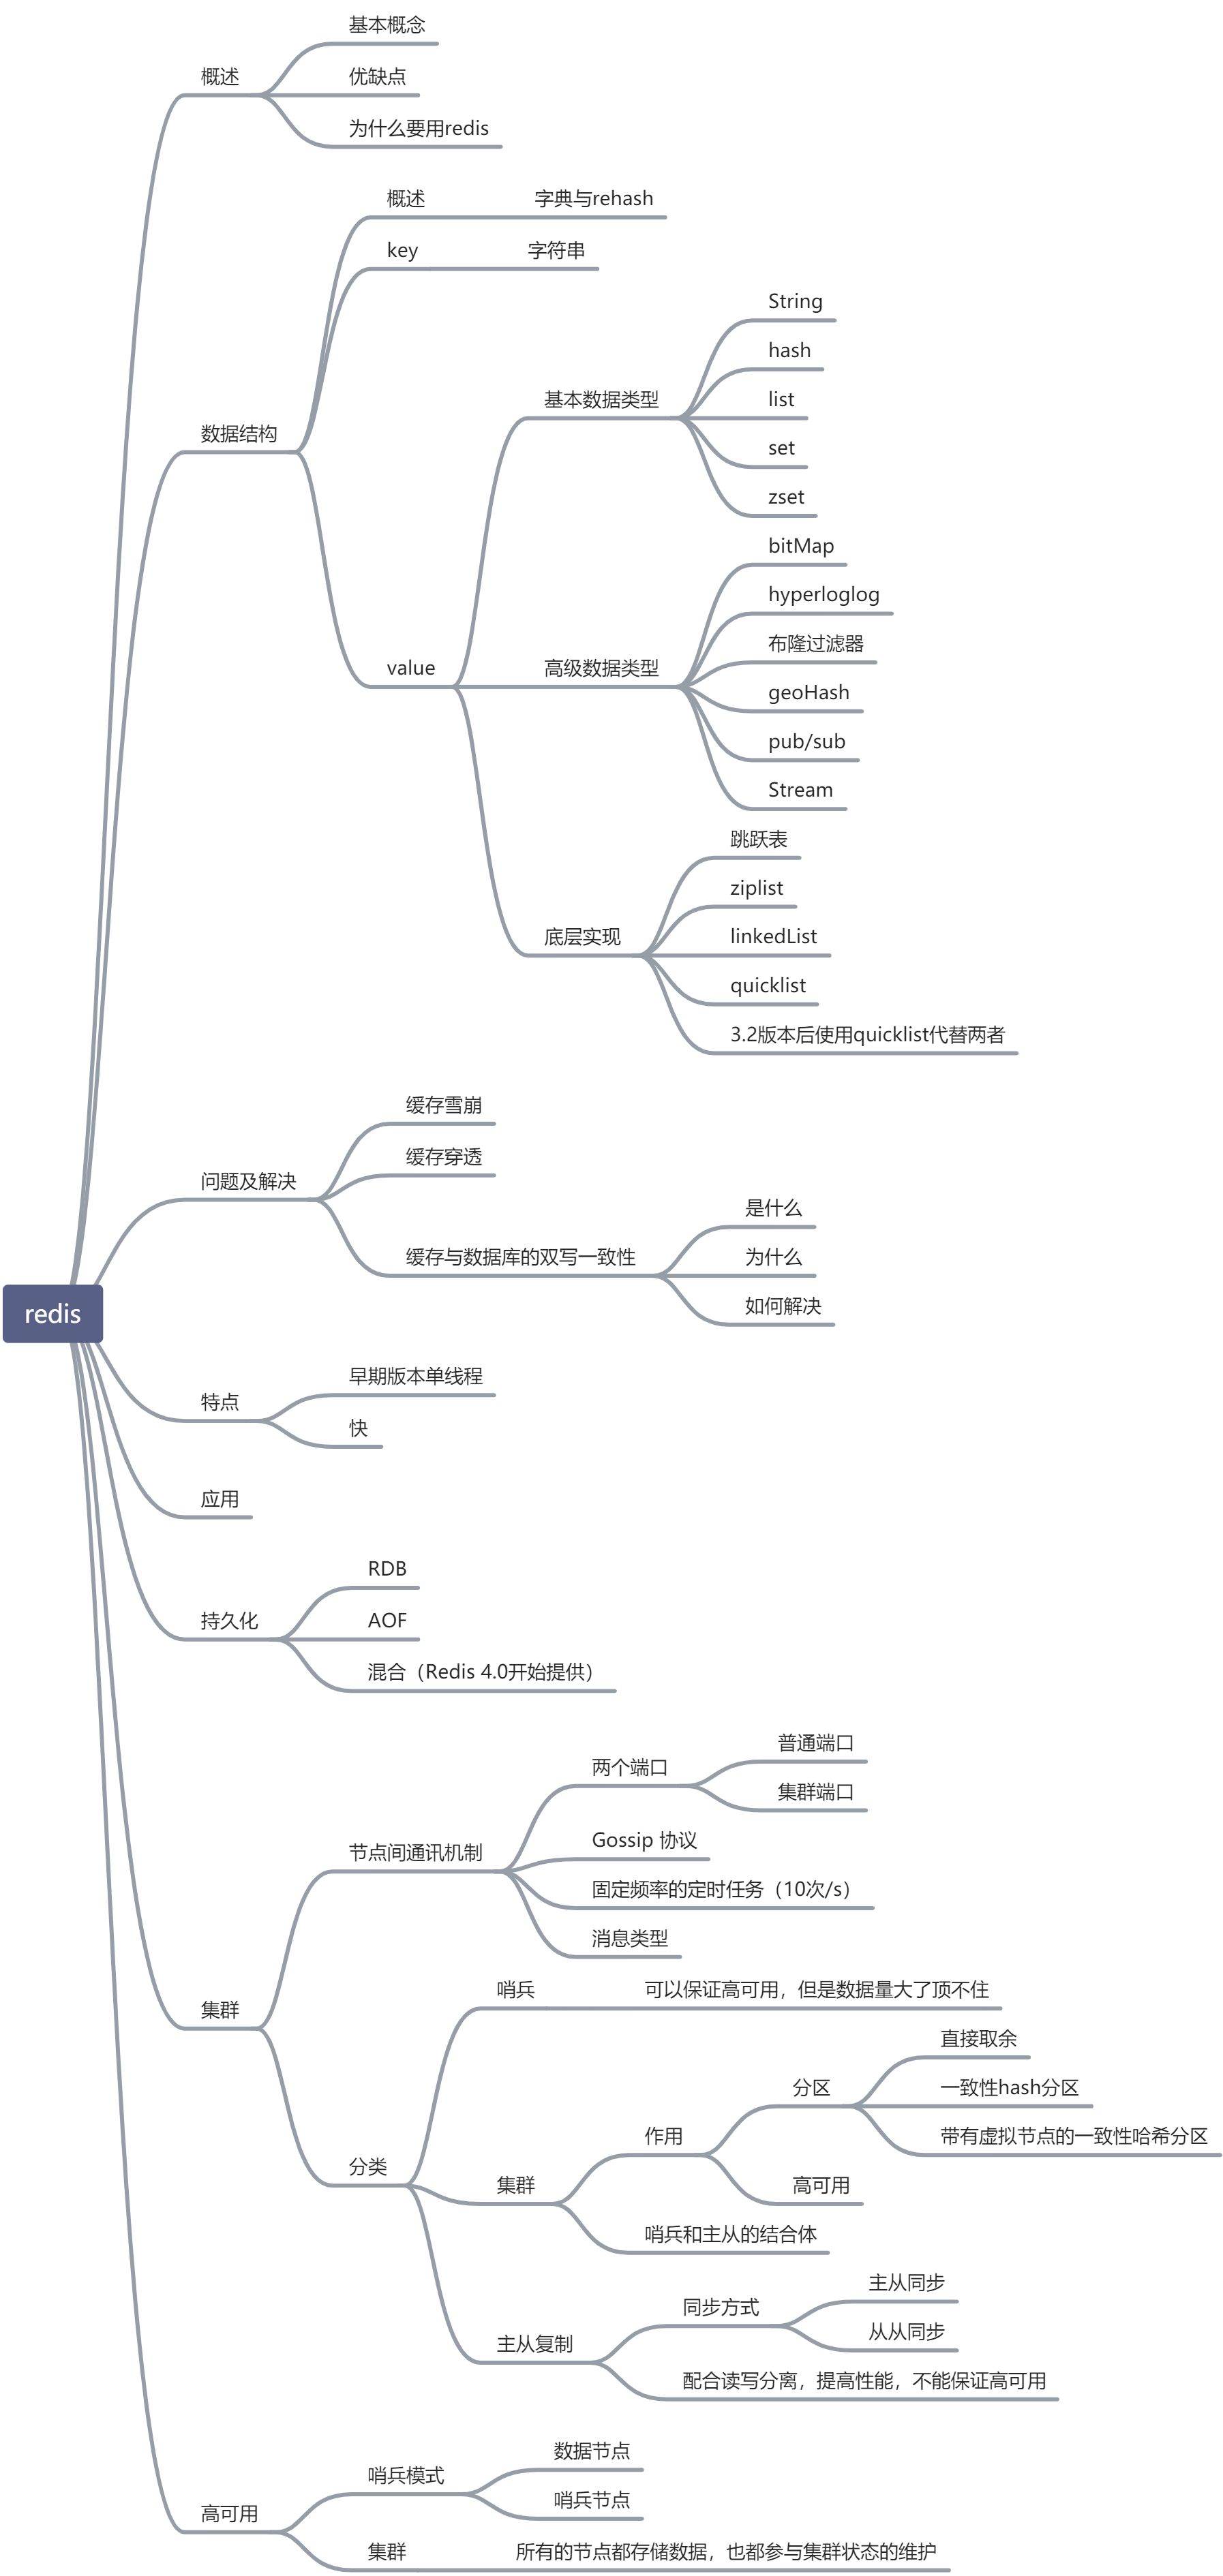 基本概念
概述
优缺点
为什么要用redis
概述
字典与rehash
key
字符串
String
hash
基本数据类型
list
数据结构
set
zset
bitMap
hyperloglog
布隆过滤器
value
高级数据类型
geoHash
pub/sub
Stream
跳跃表
ziplist
底层实现
linkedList
quicklist
3.2版本后使用quicklist代替两者
缓存雪崩
缓存穿透
问题及解决
是什么
缓存与数据库的双写一致性
为什么
如何解决
redis
早期版本单线程
特点
快
应用
RDB
持久化
AOF
混合（Redis 4.0开始提供）
普通端口
两个端口
集群端口
节点间通讯机制
Gossip 协议
固定频率的定时任务（10次/s）
消息类型
集群
哨兵
可以保证高可用，但是数据量大了顶不住
直接取余
分区
一致性hash分区
作用
带有虚拟节点的一致性哈希分区
分类
集群
高可用
哨兵和主从的结合体
主从同步
同步方式
从从同步
主从复制
配合读写分离，提高性能，不能保证高可用
数据节点
哨兵模式
哨兵节点
高可用
集群
所有的节点都存储数据，也都参与集群状态的维护